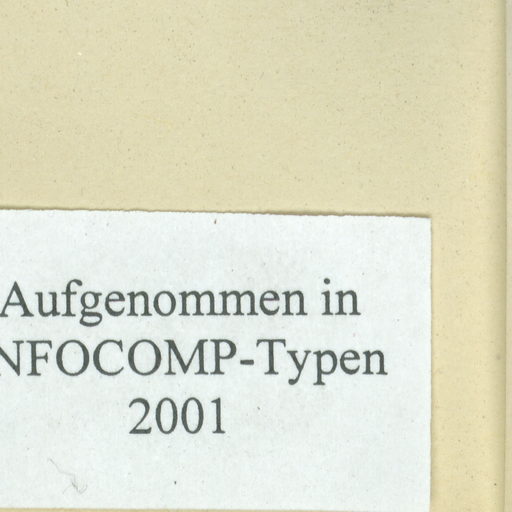 Aufgenommen in
NFOCOMP-Typen
2001